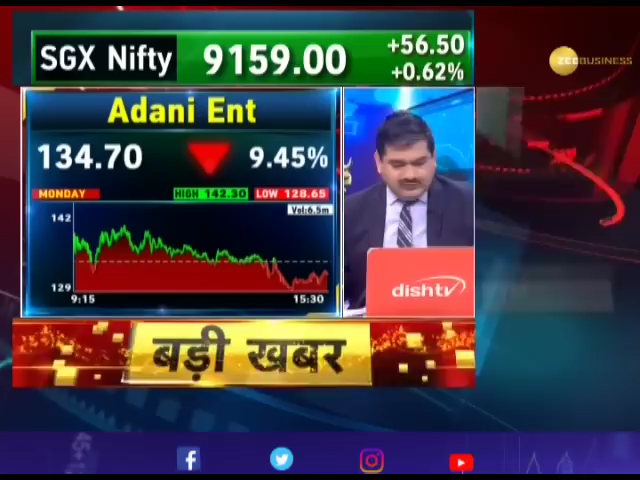 SGX Nifty 9159.00 +56.50
+0.62%
ZEEBUSINESS
Adani Ent
134.70 9.45%
MONDAY HIGH 142.30 LOW 128.65
Vol:6.5m
142
129
9:15 15:30
dishtv
बड़ी खबर